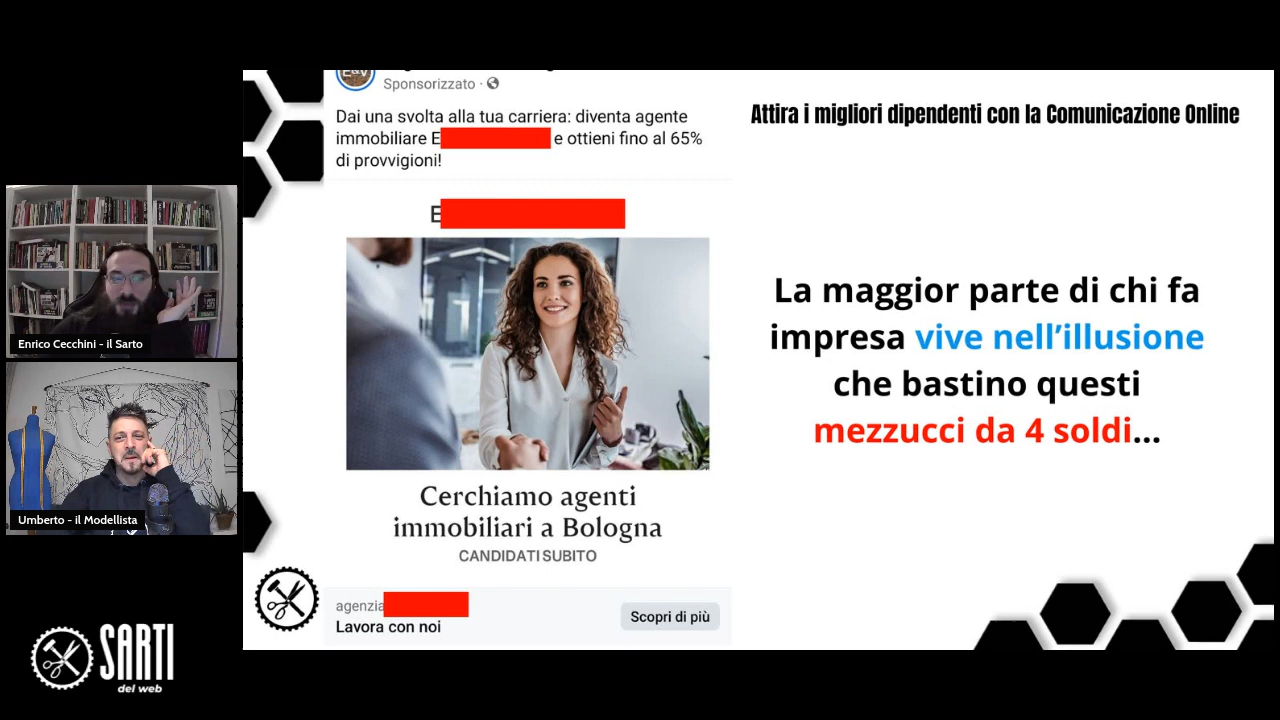 Sponsorizzato ·
Dai una svolta alla tua carriera: diventa agente
immobiliare E e ottieni fino al 65%
di provvigioni!
E
Cerchiamo agenti
immobiliari a Bologna
CANDIDATI SUBITO
agenzia
Lavora con noi
Scopri di più
Attira i migliori dipendenti con la Comunicazione Online
La maggior parte di chi fa
impresa vive nell'illusione
che bastino questi
mezzucci da 4 soldi...
Enrico Cecchini - il Sarto
Umberto - il Modellista
SARTI
del web